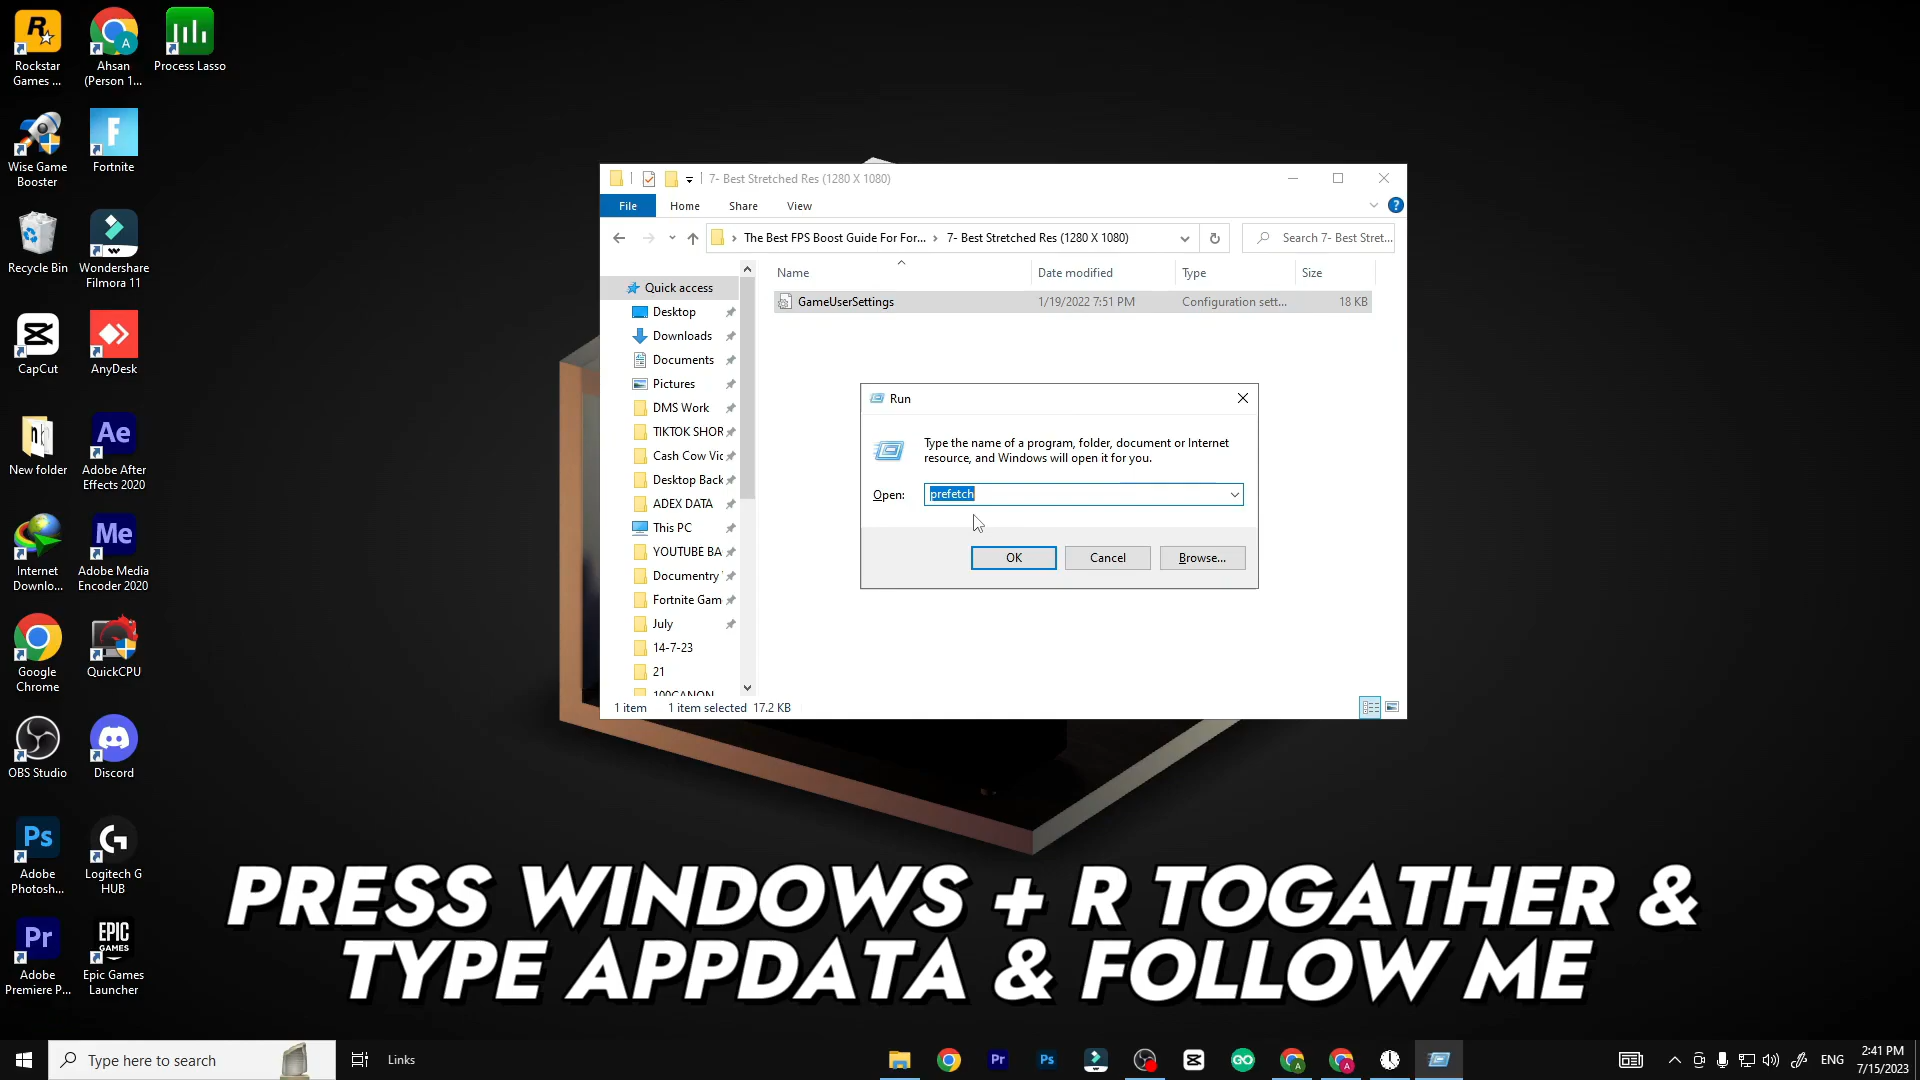 Rockstar
Games ...
Ahsan
(Person 1...
Process Lasso
Wise Game
Booster
Fortnite
Recycle Bin
Wondershare
Filmora 11
CapCut
AnyDesk
New folder
Adobe After
Effects 2020
Internet
Downlo...
Adobe Media
Encoder 2020
Google
Chrome
QuickCPU
OBS Studio
Discord
Adobe
Photosh...
Logitech G
HUB
Adobe
Premiere P...
Epic Games
Launcher
7- Best Stretched Res (1280 X 1080)
File Home Share View
The Best FPS Boost Guide For For... › 7- Best Stretched Res (1280 X 1080)
Search 7- Best Stret...
Name Date modified Type Size
GameUserSettings 1/19/2022 7:51 PM Configuration sett... 18 KB
Quick access
Desktop
Downloads
Documents
Pictures
DMS Work
TIKTOK SHOR
Cash Cow Vic
Desktop Back
ADEX DATA
This PC
YOUTUBE BA
Documentry
Fortnite Gam
July
14-7-23
21
100CANON
1 item 1 item selected 17.2 KB
Run
Type the name of a program, folder, document or Internet
resource, and Windows will open it for you.
Open: prefetch
OK Cancel Browse...
PRESS WINDOWS + R TOGATHER &
TYPE APPDATA & FOLLOW ME
Type here to search
Links
ENG
2:41 PM
7/15/2023